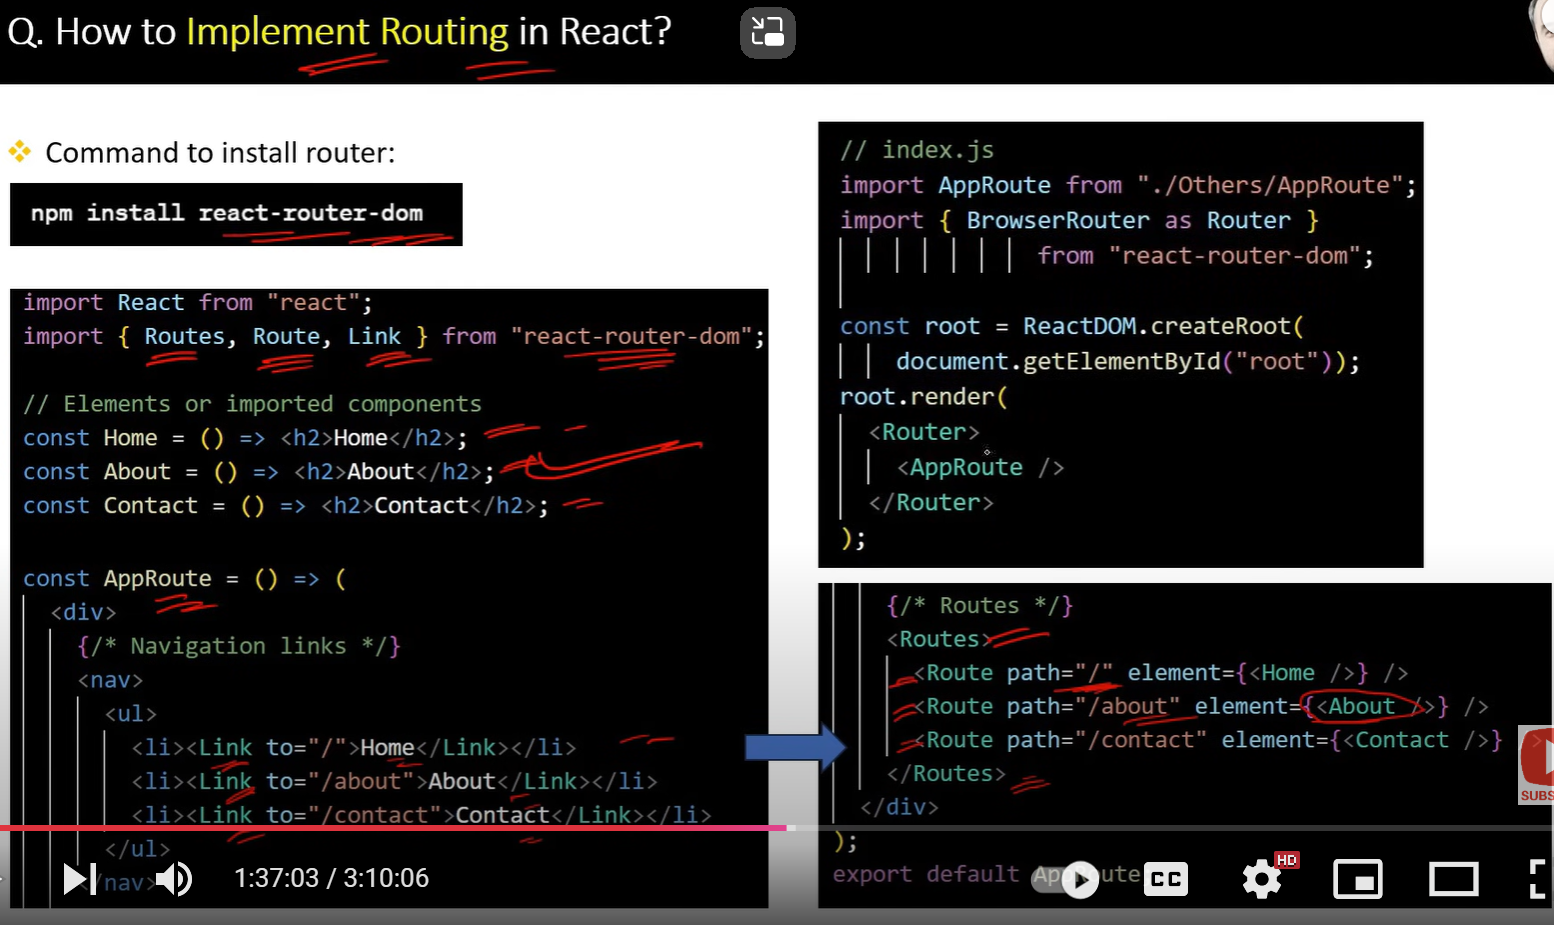 Q. How to Implement Routing in React?
Command to install router:
npm install react-router-dom
import React from "react";
import { Routes, Route, Link } from "react-router-dom";
// Elements or imported components
const Home = () => <h2>Home</h2>;
const About = () => <h2>About</h2>;
const Contact = () => <h2>Contact</h2>;
const AppRoute = () => (
<div>
{/* Navigation links */}
<nav>
<ul>
<li><Link to="/">Home</Link></li>
<li><Link to="/about">About</Link></li>
<li><Link to="/contact">Contact</Link></li>
</ul>
</nav>
// index.js
import AppRoute from "./Others/AppRoute";
import { BrowserRouter as Router }
from "react-router-dom";
const root = ReactDOM.createRoot(
document.getElementById("root"));
root.render(
<Router>
<AppRoute />
</Router>
);
{/* Routes */}
<Routes>
<Route path="/" element={<Home />} />
<Route path="/about" element={<About />} />
<Route path="/contact" element={<Contact />}
</Routes>
</div>
);
export default AppRoute
SUBS
1:37:03 / 3:10:06
CC
HD